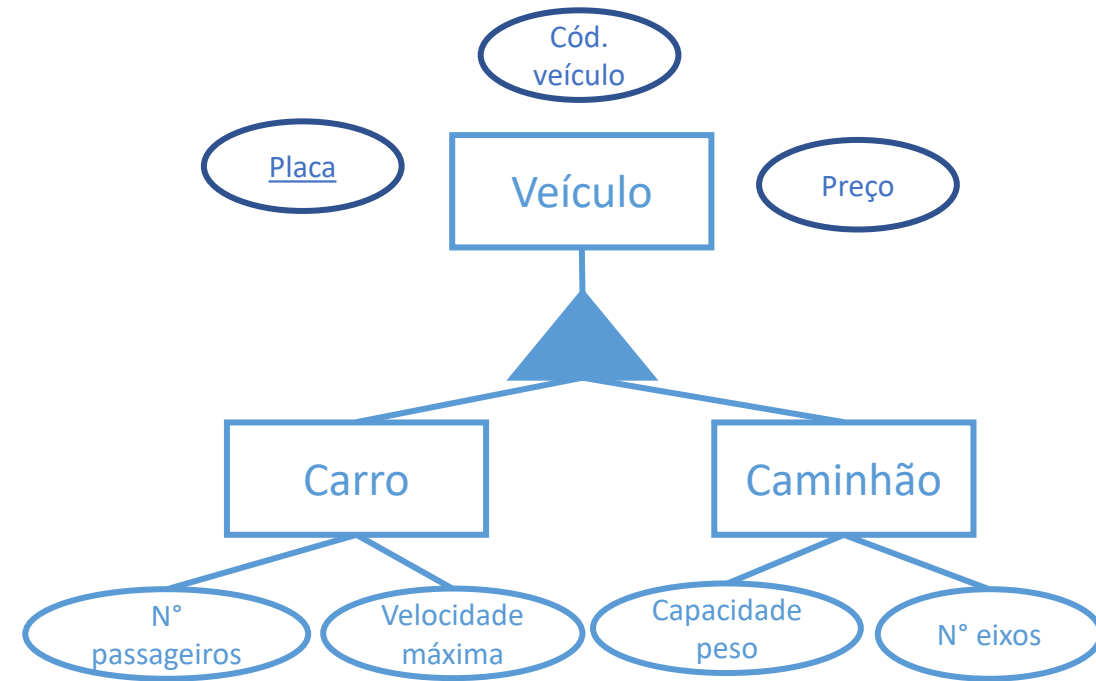 Cód.
veículo
Placa
Veículo
Preço
Carro
Caminhão
N°
passageiros
Velocidade
máxima
Capacidade
peso
N° eixos